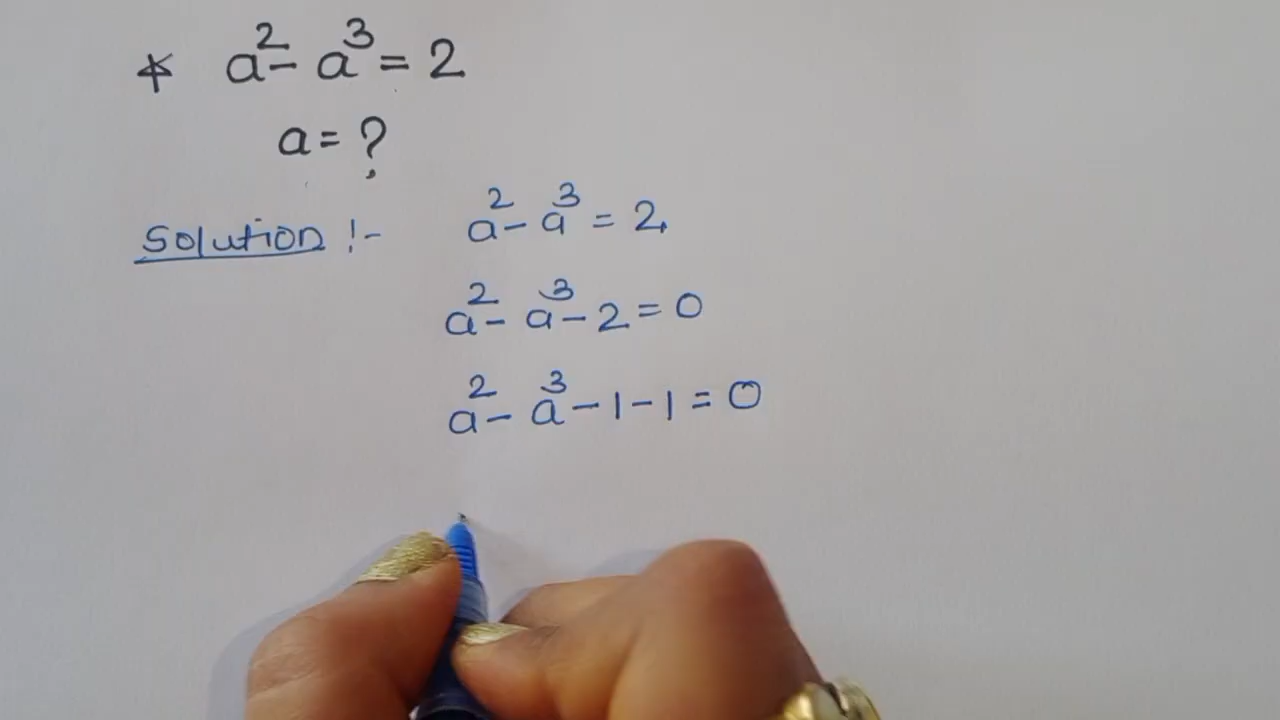 * a² - a³ = 2
a = ?
Solution :- a² - a³ = 2
a² - a³ - 2 = 0
a² - a³ - 1 - 1 = 0